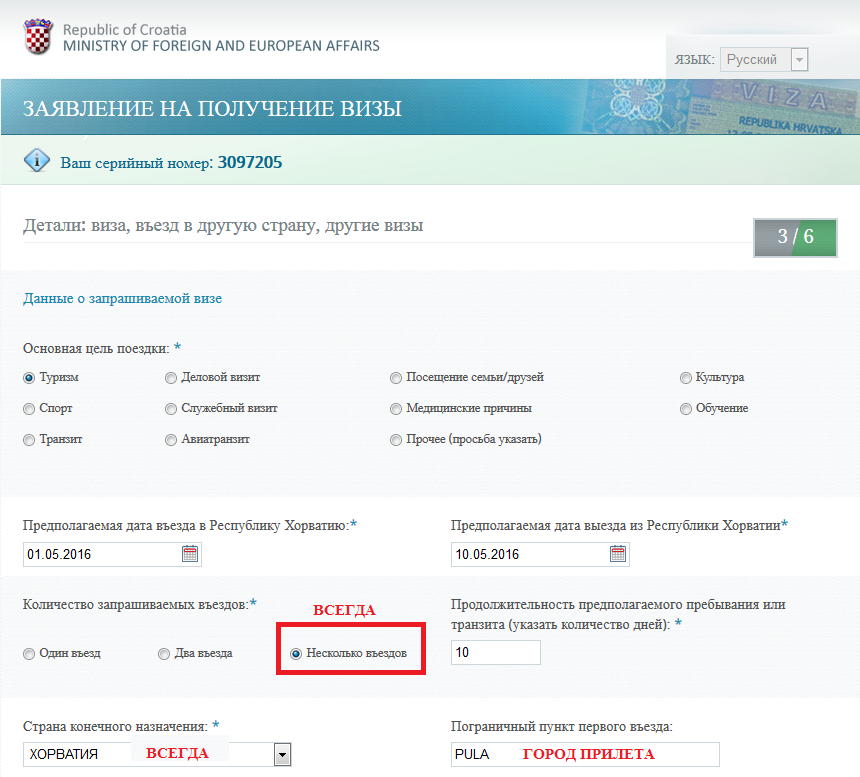 Republic of Croatia
MINISTRY OF FOREIGN AND EUROPEAN AFFAIRS
ЯЗЫК: Русский
ЗАЯВЛЕНИЕ НА ПОЛУЧЕНИЕ ВИЗЫ
VIZA
REPUBLIKA HRVATSKA
Ваш серийный номер: 3097205
Детали: виза, въезд в другую страну, другие визы
3 / 6
Данные о запрашиваемой визе
Основная цель поездки: *
Туризм Деловой визит Посещение семьи/друзей Культура
Спорт Служебный визит Медицинские причины Обучение
Транзит Авиатранзит Прочее (просьба указать)
Предполагаемая дата въезда в Республику Хорватию:* Предполагаемая дата выезда из Республики Хорватии*
01.05.2016 10.05.2016
Количество запрашиваемых въездов:* ВСЕГДА Продолжительность предполагаемого пребывания или
транзита (указать количество дней): *
Один въезд Два въезда Несколько въездов 10
Страна конечного назначения: * Пограничный пункт первого въезда:
ХОРВАТИЯ ВСЕГДА PULA ГОРОД ПРИЛЕТА